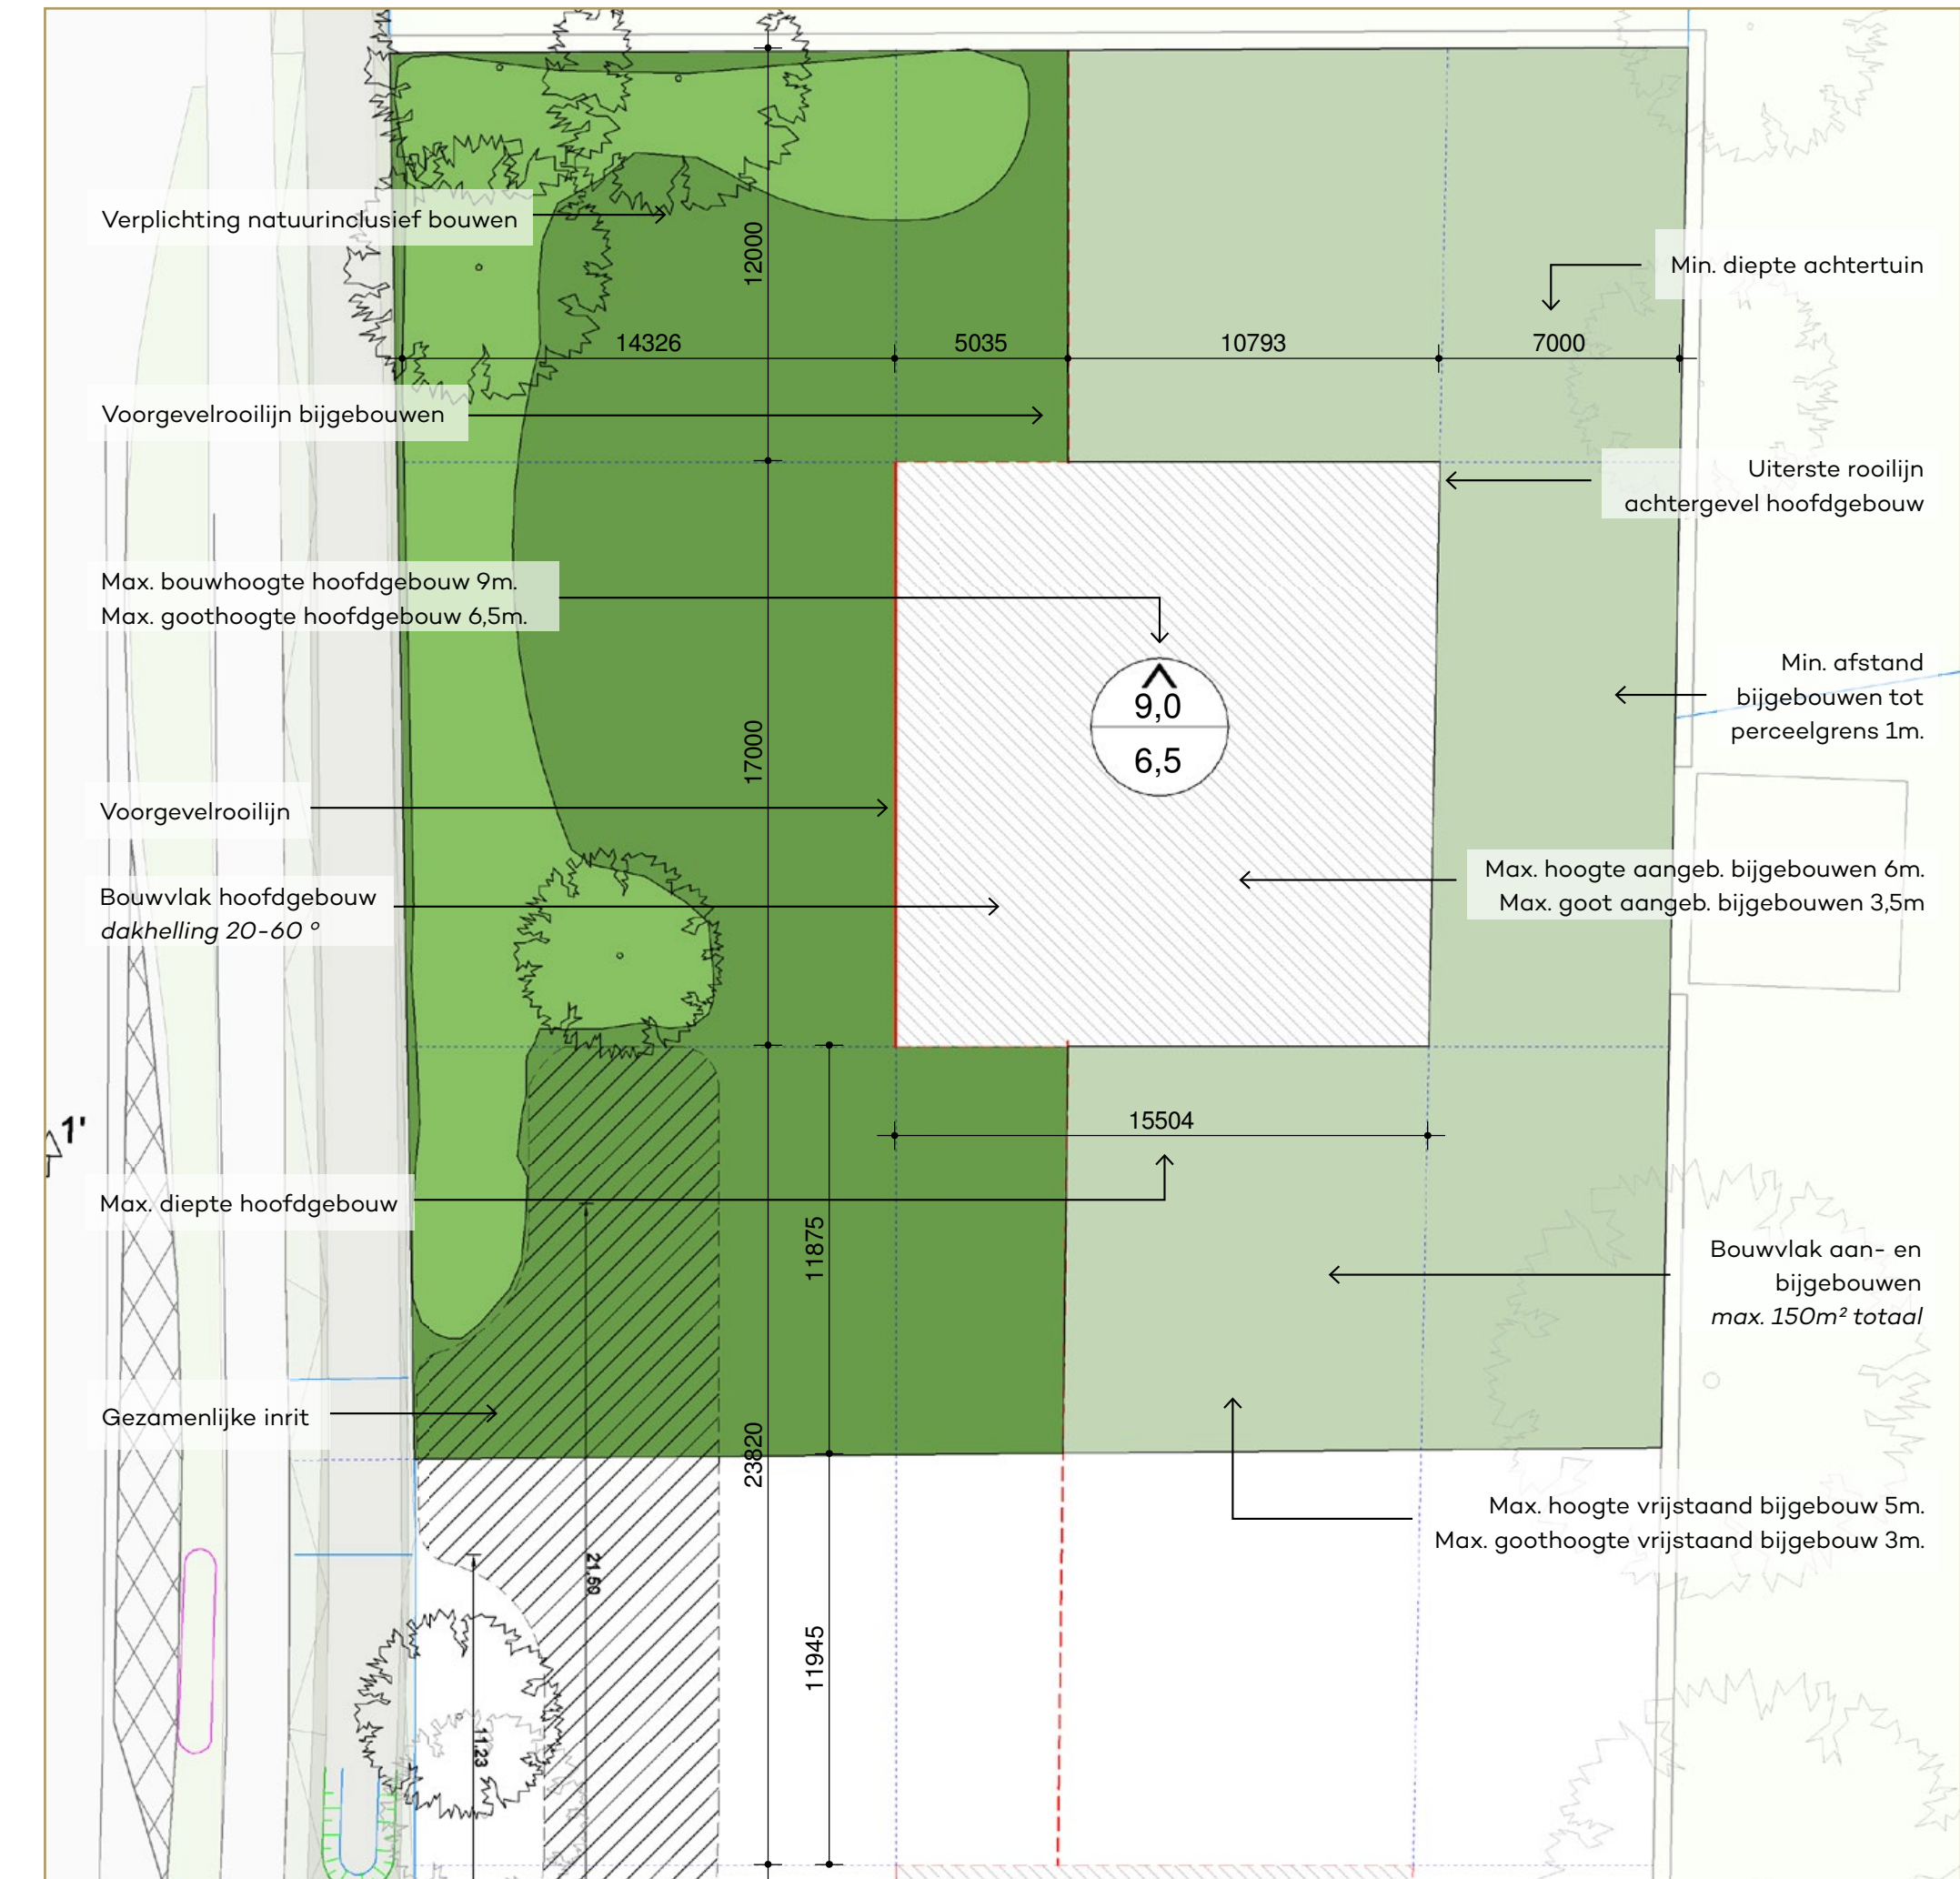 Verplichting natuurinclusief bouwen
12000
Min. diepte achtertuin
14326
5035
10793
7000
Voorgevelrooilijn bijgebouwen
Uiterste rooilijn
achtergevel hoofdgebouw
Max. bouwhoogte hoofdgebouw 9m.
Max. goothoogte hoofdgebouw 6,5m.
9,0
6,5
Min. afstand
bijgebouwen tot
perceelgrens 1m.
17000
Voorgevelrooilijn
Bouwvlak hoofdgebouw
dakhelling 20-60 °
Max. hoogte aangeb. bijgebouwen 6m.
Max. goot aangeb. bijgebouwen 3,5m
1'
15504
Max. diepte hoofdgebouw
11875
Bouwvlak aan- en
bijgebouwen
max. 150m² totaal
Gezamenlijke inrit
23820
Max. hoogte vrijstaand bijgebouw 5m.
Max. goothoogte vrijstaand bijgebouw 3m.
21,60
11945
11,23